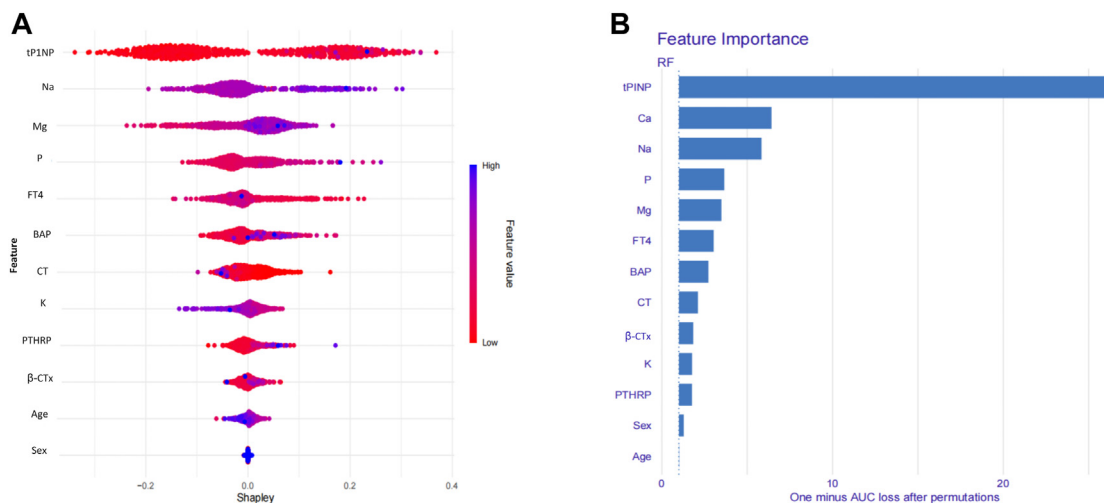 A
tP1NP
Na
Mg
P
FT4
BAP
CT
K
PTHRP
β-CTx
Age
Sex
Feature
−0.2
0.0
0.2
0.4
Shapley
High
Low
Feature value
B
Feature Importance
RF
tPINP
Ca
Na
P
Mg
FT4
BAP
CT
β-CTx
K
PTHRP
Sex
Age
0
10
20
One minus AUC loss after permutations